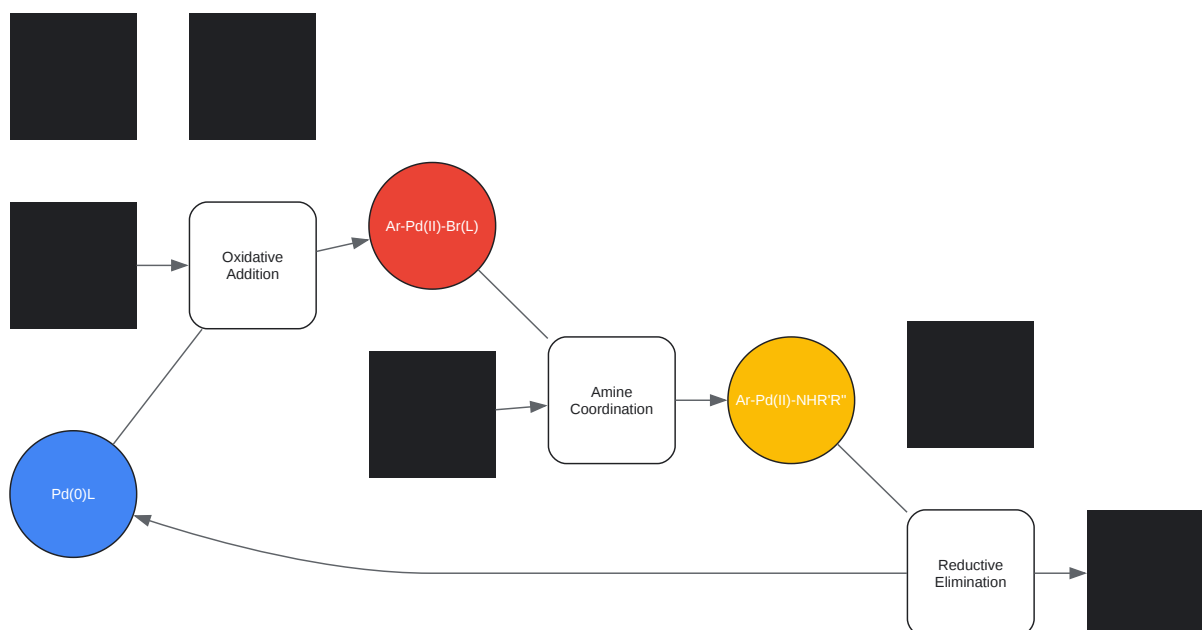 Ar-Pd(II)-Br(L)
Oxidative
Addition
Amine
Coordination
Ar-Pd(II)-NHR'R"
Pd(0)L
Reductive
Elimination